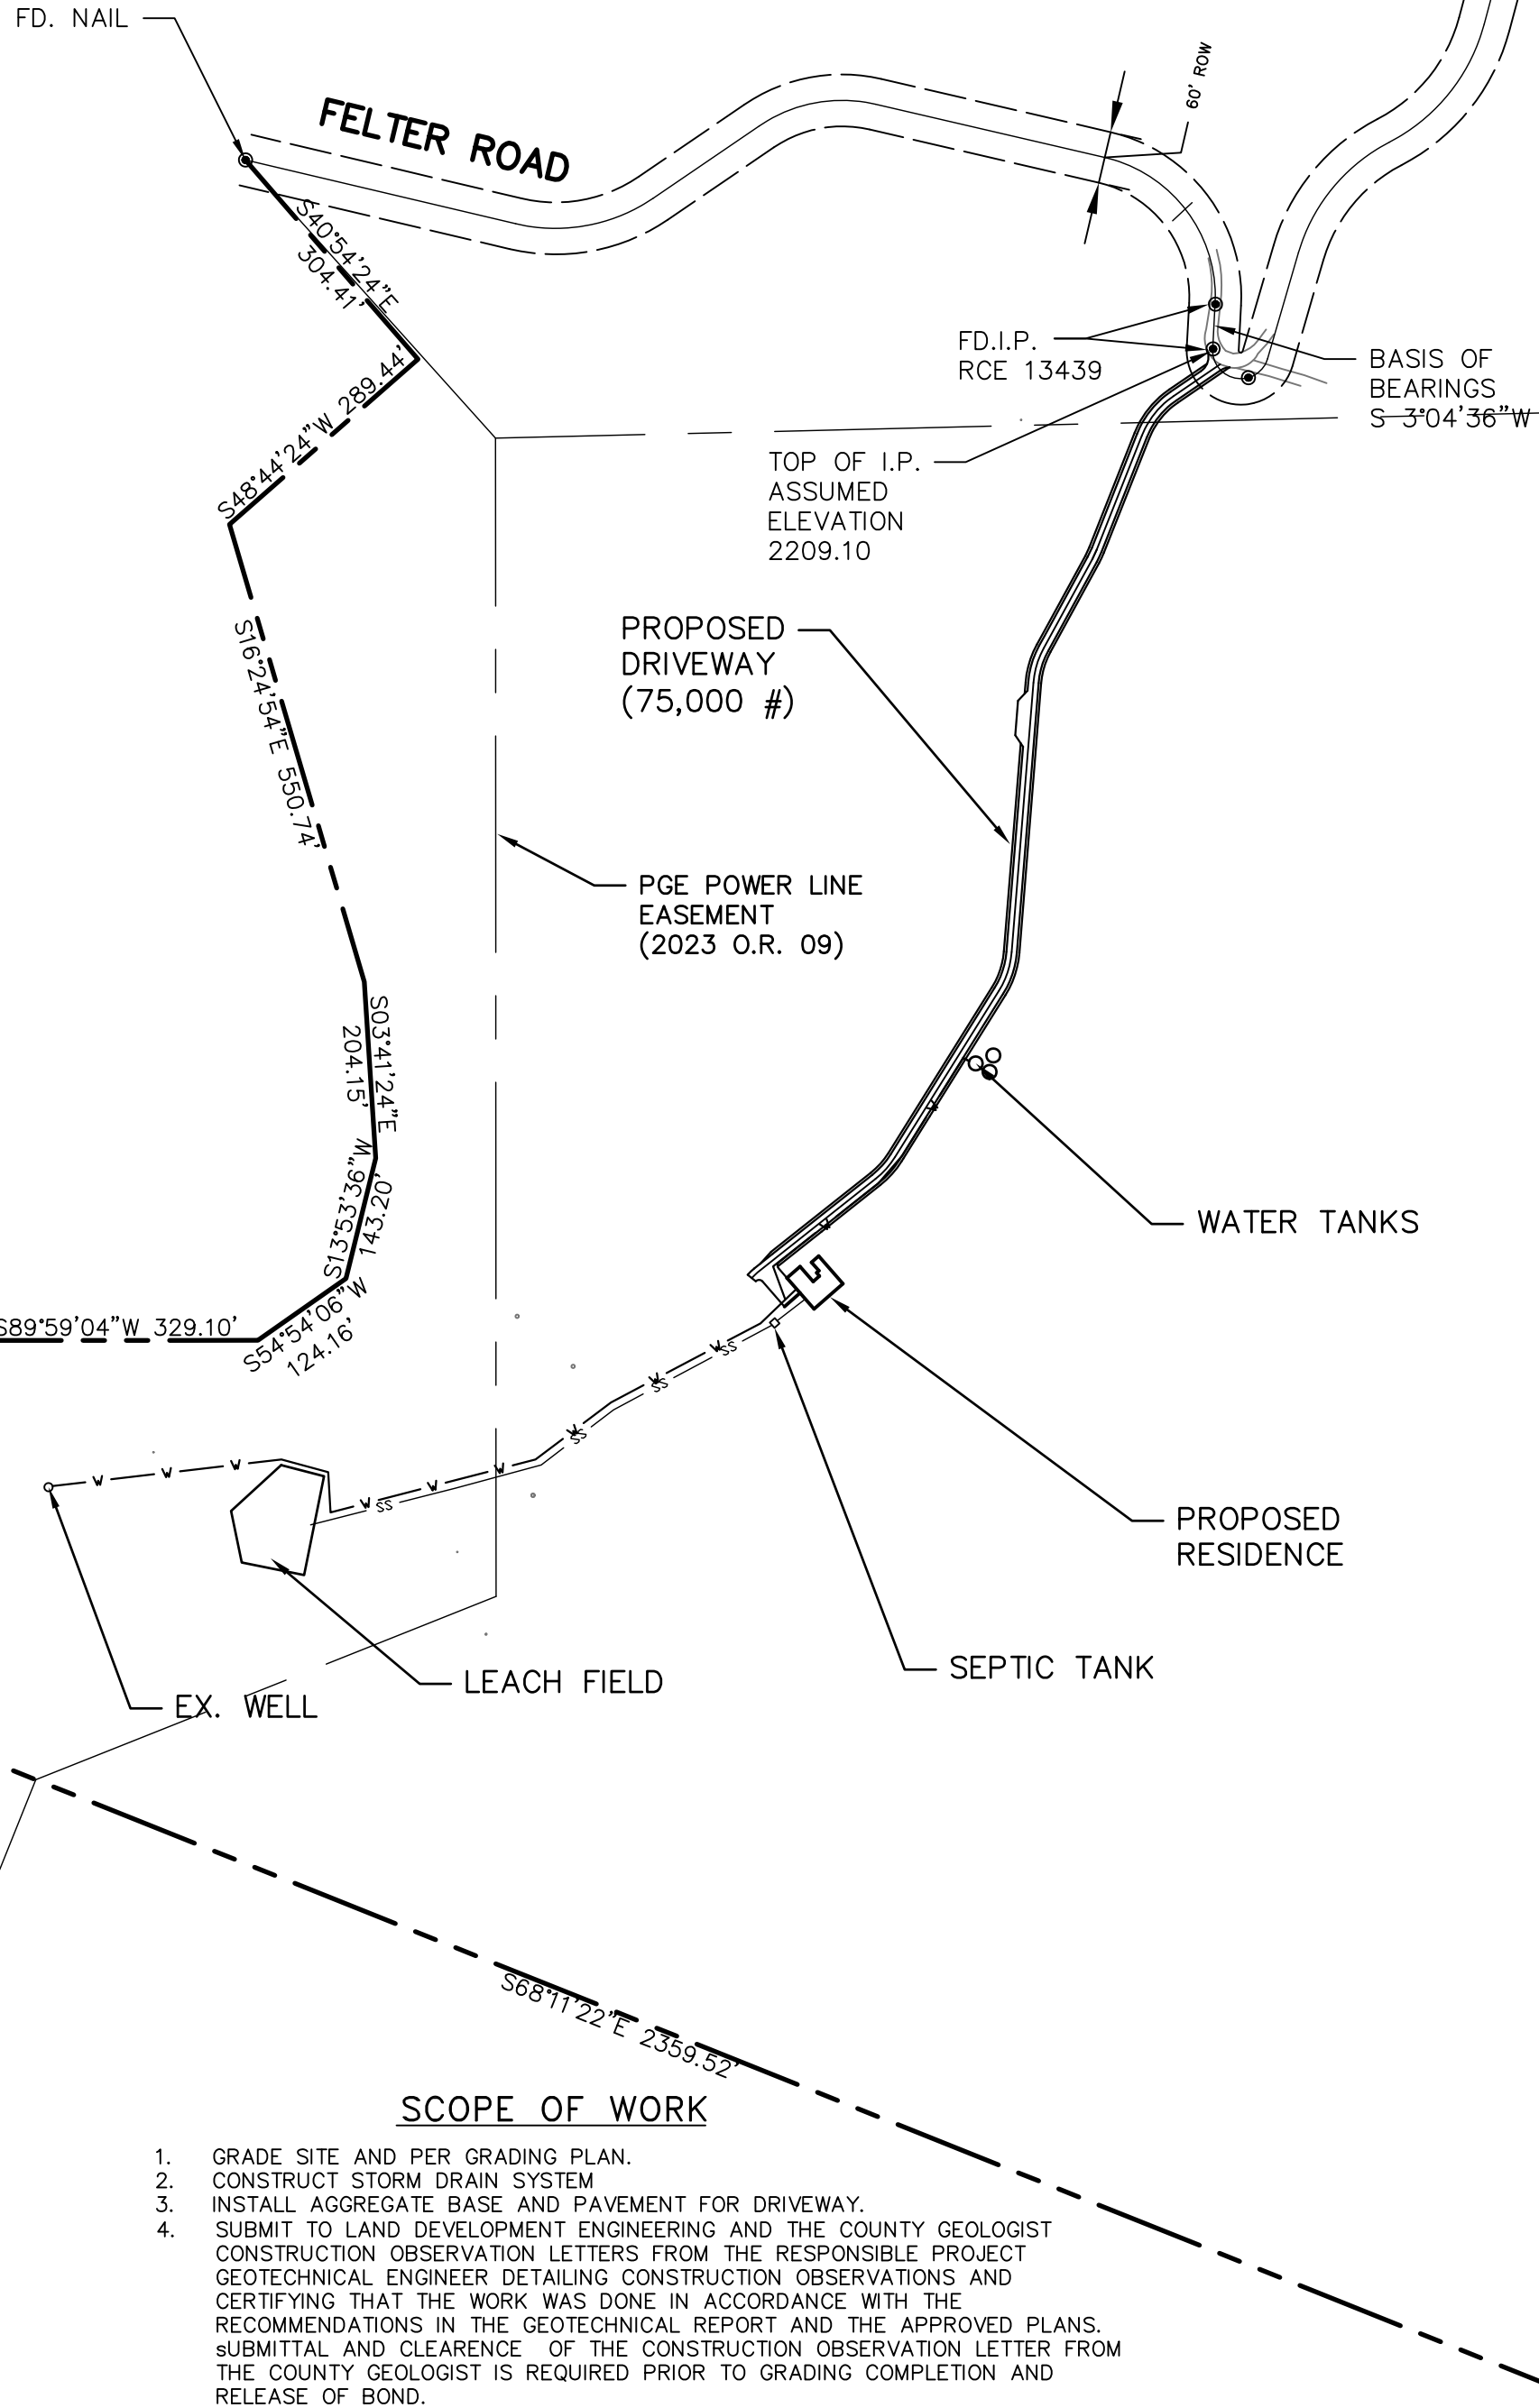 FD. NAIL
FELTER ROAD
60' ROW
S40°54'24"E
304.41'
S48°44'24"W 289.44'
FD.I.P.
RCE 13439
BASIS OF
BEARINGS
S 3°04'36"W
TOP OF I.P.
ASSUMED
ELEVATION
2209.10
S16°24'54"E 550.74'
PROPOSED
DRIVEWAY
(75,000 #)
PGE POWER LINE
EASEMENT
(2023 O.R. 09)
S03°41'24"E
204.15'
S13°53'36"W
143.20'
WATER TANKS
S89°59'04"W 329.10'
S54°54'06"W
124.16'
W
SS
W
SS
W
SS
W
W
W
W
W
W
SS
PROPOSED
RESIDENCE
SEPTIC TANK
LEACH FIELD
EX. WELL
S68°11'22"E 2359.52'
SCOPE OF WORK
1. GRADE SITE AND PER GRADING PLAN.
2. CONSTRUCT STORM DRAIN SYSTEM
3. INSTALL AGGREGATE BASE AND PAVEMENT FOR DRIVEWAY.
4. SUBMIT TO LAND DEVELOPMENT ENGINEERING AND THE COUNTY GEOLOGIST
CONSTRUCTION OBSERVATION LETTERS FROM THE RESPONSIBLE PROJECT
GEOTECHNICAL ENGINEER DETAILING CONSTRUCTION OBSERVATIONS AND
CERTIFYING THAT THE WORK WAS DONE IN ACCORDANCE WITH THE
RECOMMENDATIONS IN THE GEOTECHNICAL REPORT AND THE APPROVED PLANS.
sUBMITTAL AND CLEARENCE OF THE CONSTRUCTION OBSERVATION LETTER FROM
THE COUNTY GEOLOGIST IS REQUIRED PRIOR TO GRADING COMPLETION AND
RELEASE OF BOND.